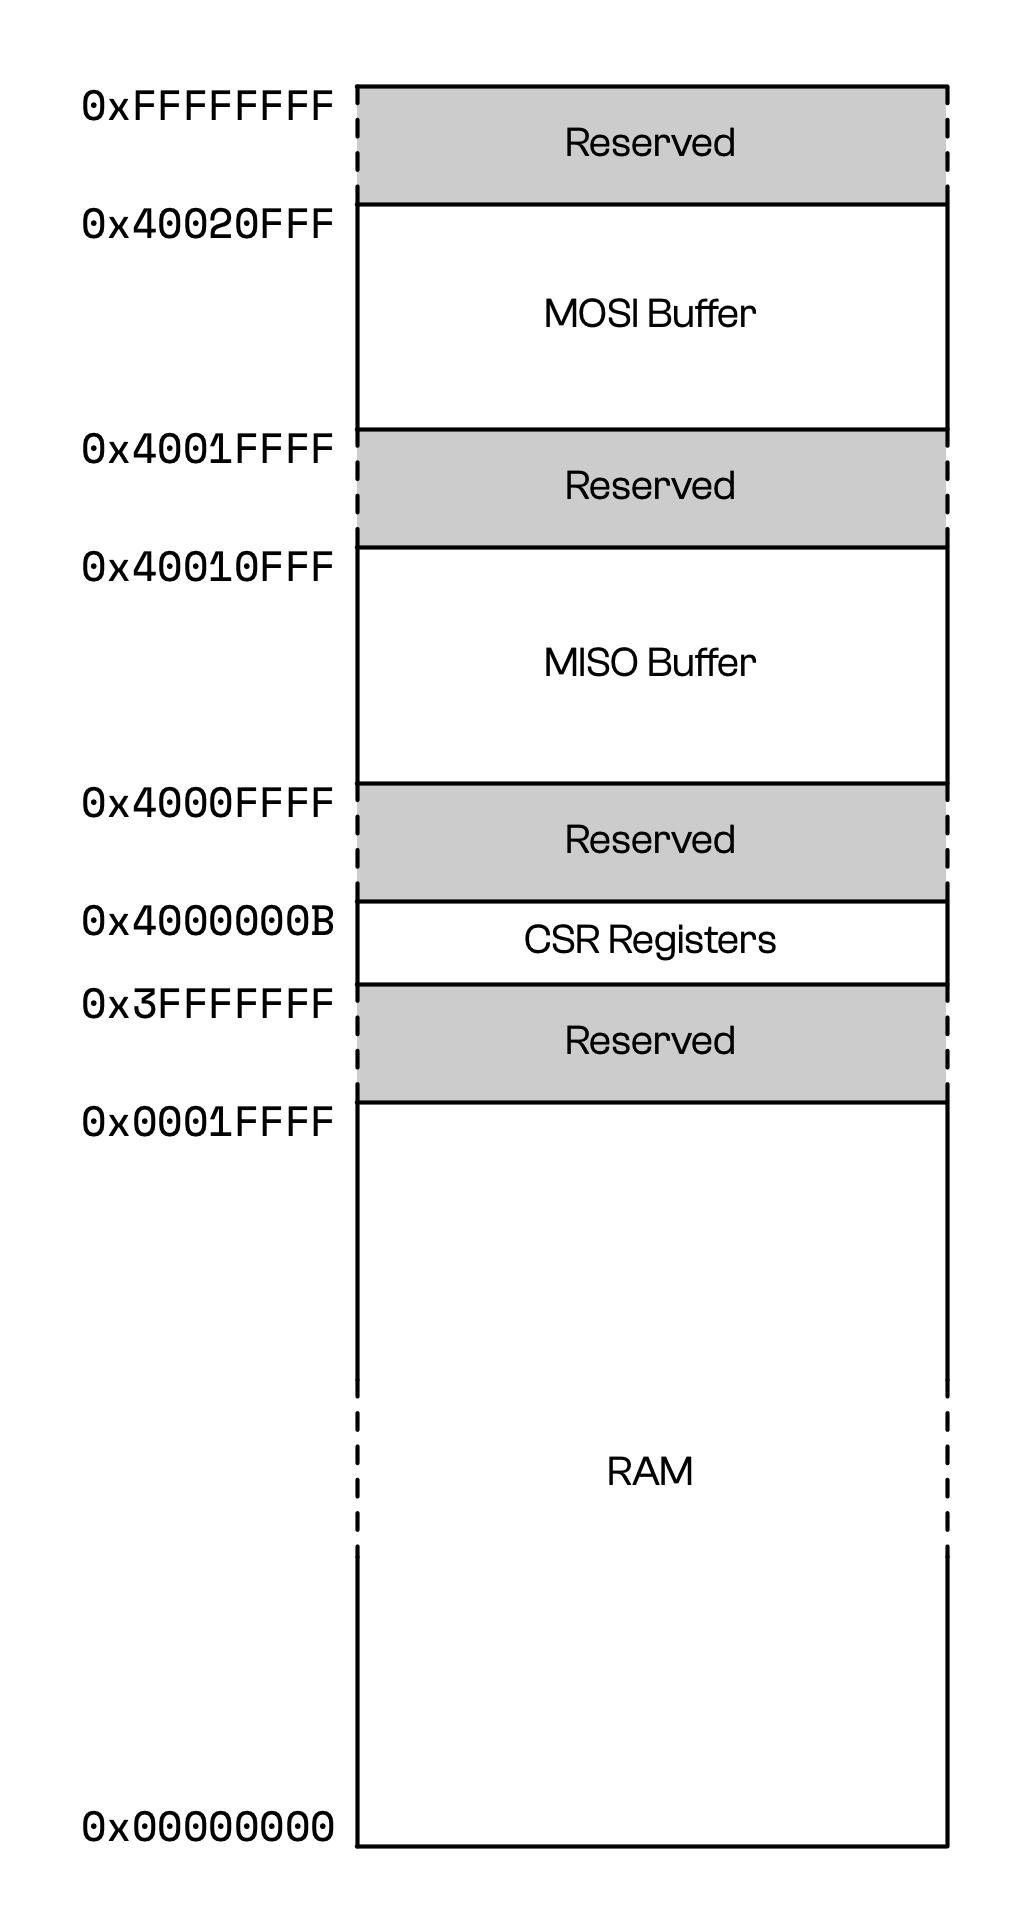 0xFFFFFFFF
Reserved
0x40020FFF
MOSI Buffer
0x4001FFFF
Reserved
0x40010FFF
MISO Buffer
0x4000FFFF
Reserved
0x4000000B
CSR Registers
0x3FFFFFFF
Reserved
0x0001FFFF
RAM
0x00000000